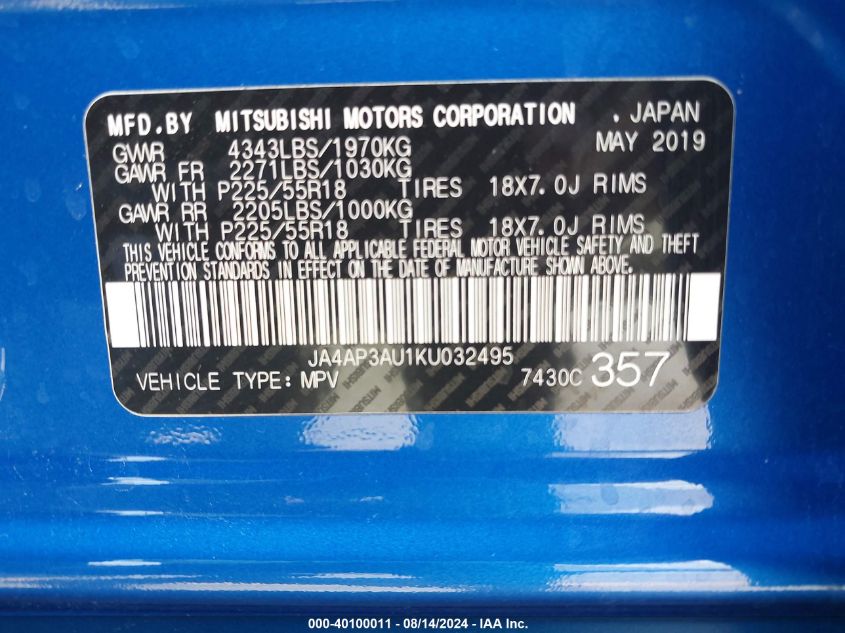 MFD.BY MITSUBISHI MOTORS CORPORATION . JAPAN
GVWR 4343LBS/1970KG MAY 2019
GAWR FR 2271LBS/1030KG
WITH P225/55R18 TIRES 18X7.0J RIMS
GAWR RR 2205LBS/1000KG
WITH P225/55R18 TIRES 18X7.0J RIMS
THIS VEHICLE CONFORMS TO ALL APPLICABLE FEDERAL MOTOR VEHICLE SAFETY AND THEFT
PREVENTION STANDARDS IN EFFECT ON THE DATE OF MANUFACTURE SHOWN ABOVE.
JA4AP3AU1KU032495
VEHICLE TYPE: MPV 7430C 357
000-40100011 - 08/14/2024 - IAA Inc.